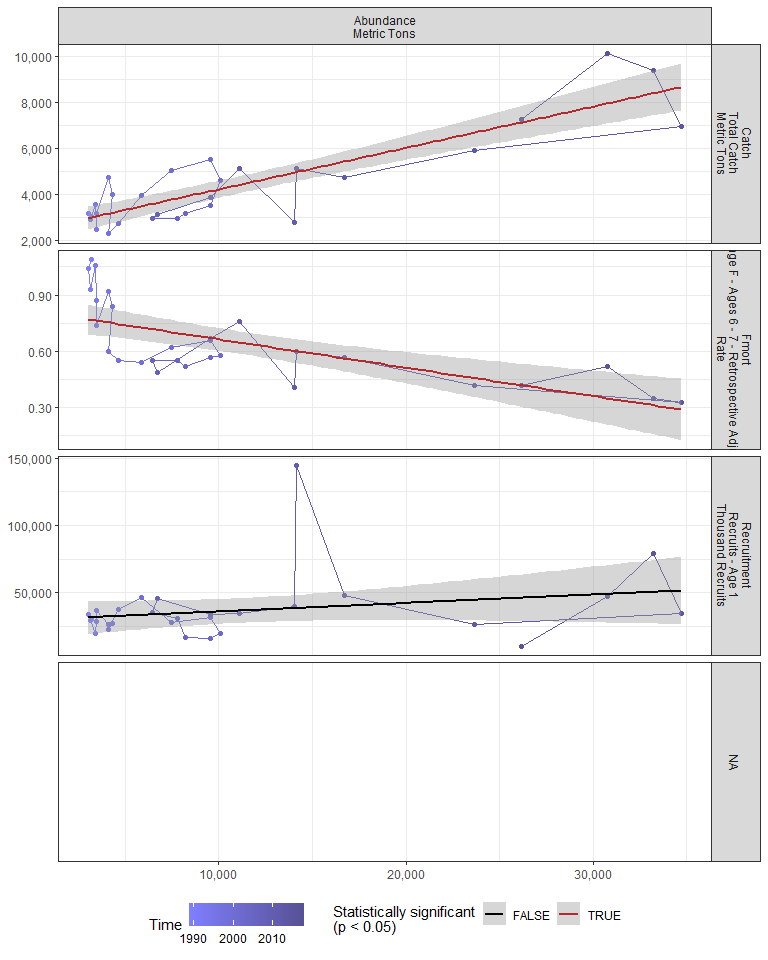 Abundance
Metric Tons
10,000
8,000
6,000
4,000
2,000
Catch
Total Catch
Metric Tons
0.90
0.60
0.30
Fmort
ge F - Ages 6 - 7 - Retrospective Adj
Rate
150,000
100,000
50,000
Recruitment
Recruits - Age 1
Thousand Recruits
NA
10,000
20,000
30,000
Time
1990
2000
2010
Statistically significant
(p < 0.05)
FALSE
TRUE